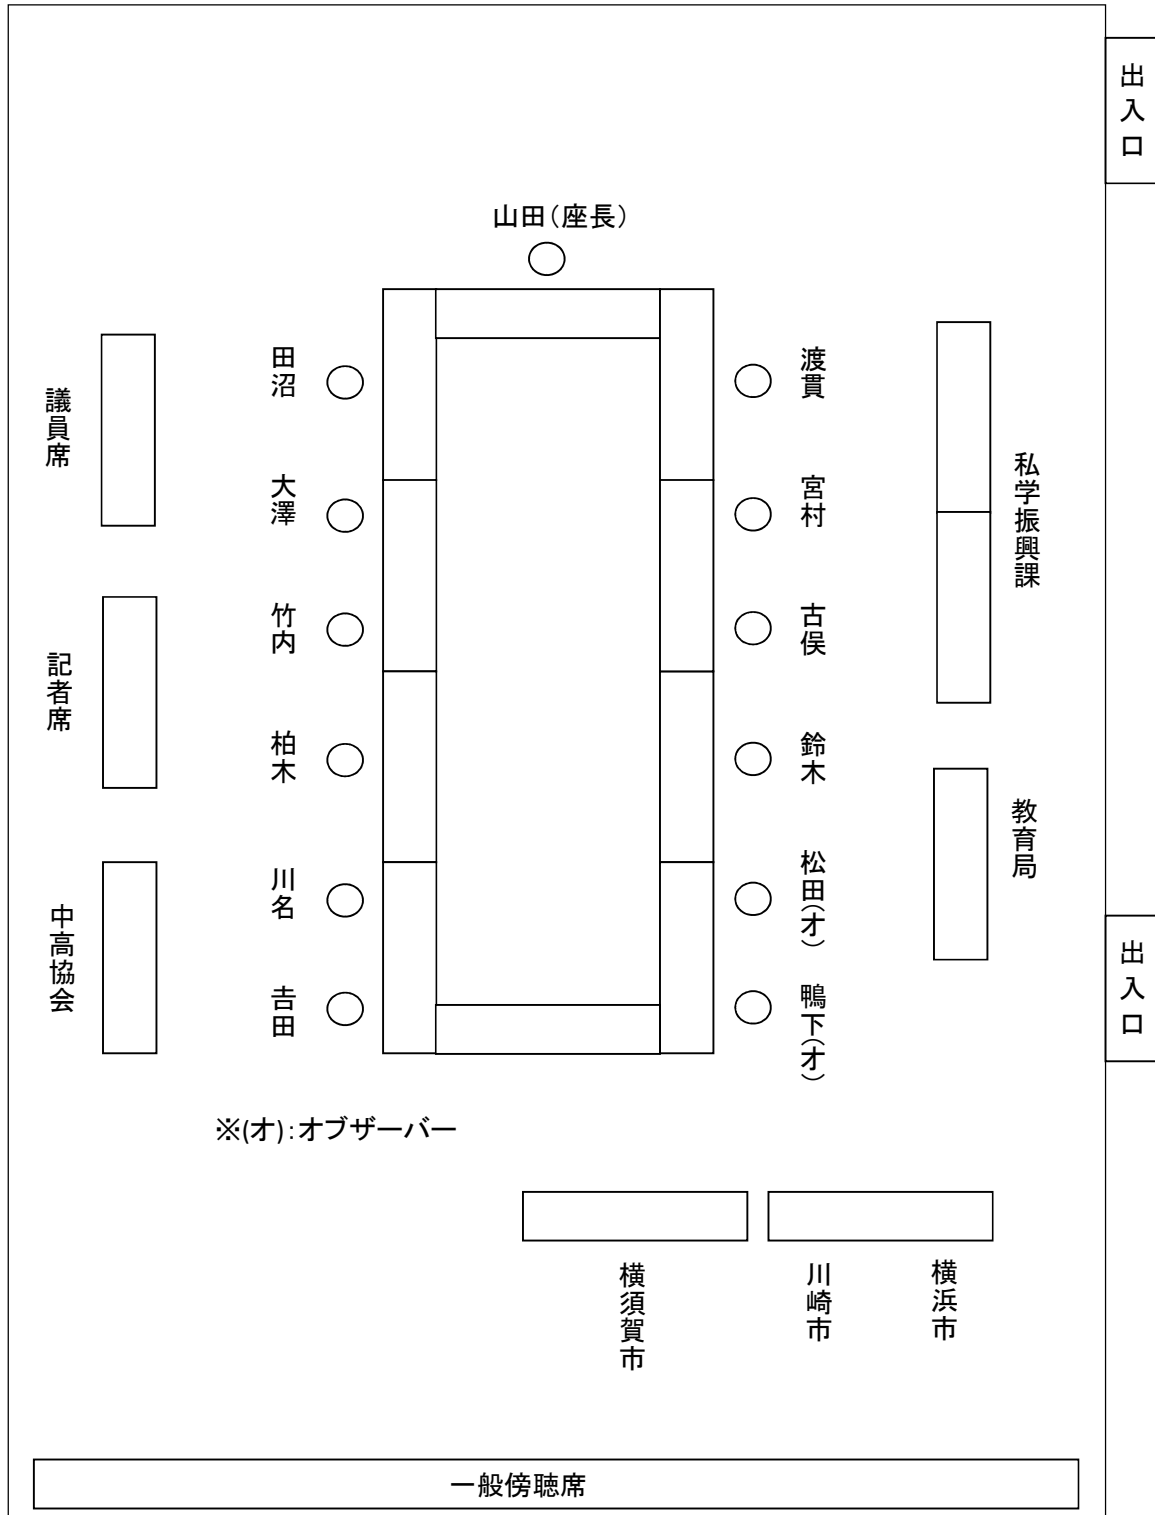 出入口
山田（座長）
田沼
渡貫
議員席
大澤
宮村
私学振興課
竹内
古俣
記者席
柏木
鈴木
教育局
川名
松田(オ)
中高協会
𠮷田
鴨下(オ)
出入口
※(オ)：オブザーバー
横須賀市
川崎市
横浜市
一般傍聴席